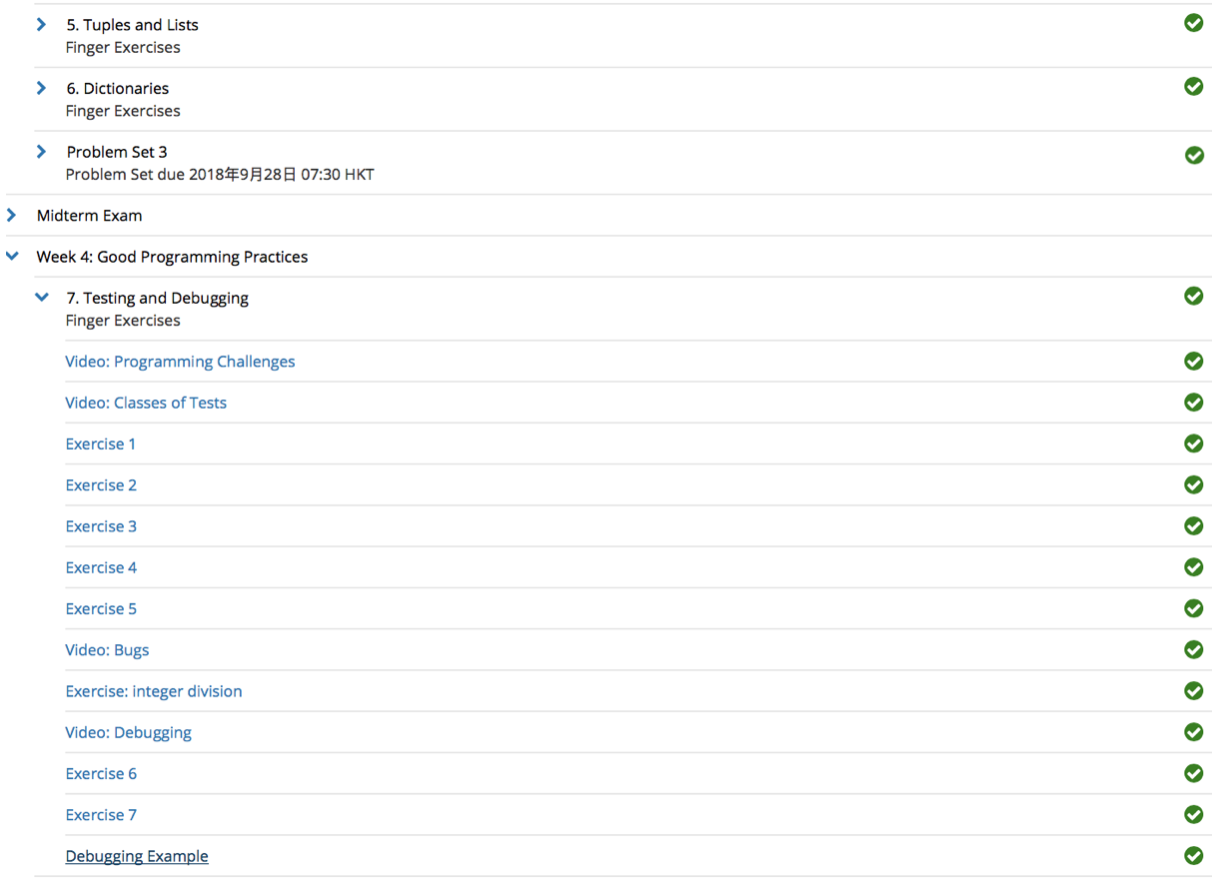 5. Tuples and Lists
Finger Exercises
6. Dictionaries
Finger Exercises
Problem Set 3
Problem Set due 2018年9月28日 07:30 HKT
Midterm Exam
Week 4: Good Programming Practices
7. Testing and Debugging
Finger Exercises
Video: Programming Challenges
Video: Classes of Tests
Exercise 1
Exercise 2
Exercise 3
Exercise 4
Exercise 5
Video: Bugs
Exercise: integer division
Video: Debugging
Exercise 6
Exercise 7
Debugging Example